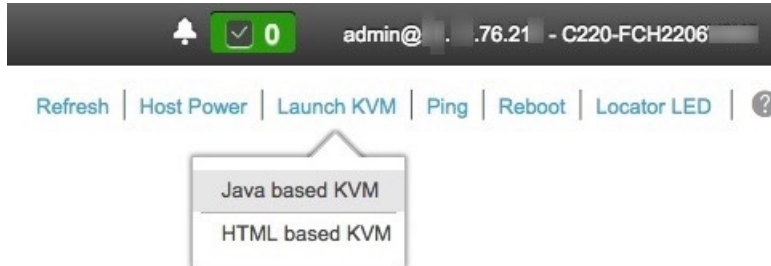 0 admin@ . .76.21 - C220-FCH2206
Refresh | Host Power | Launch KVM | Ping | Reboot | Locator LED | ?
Java based KVM
HTML based KVM